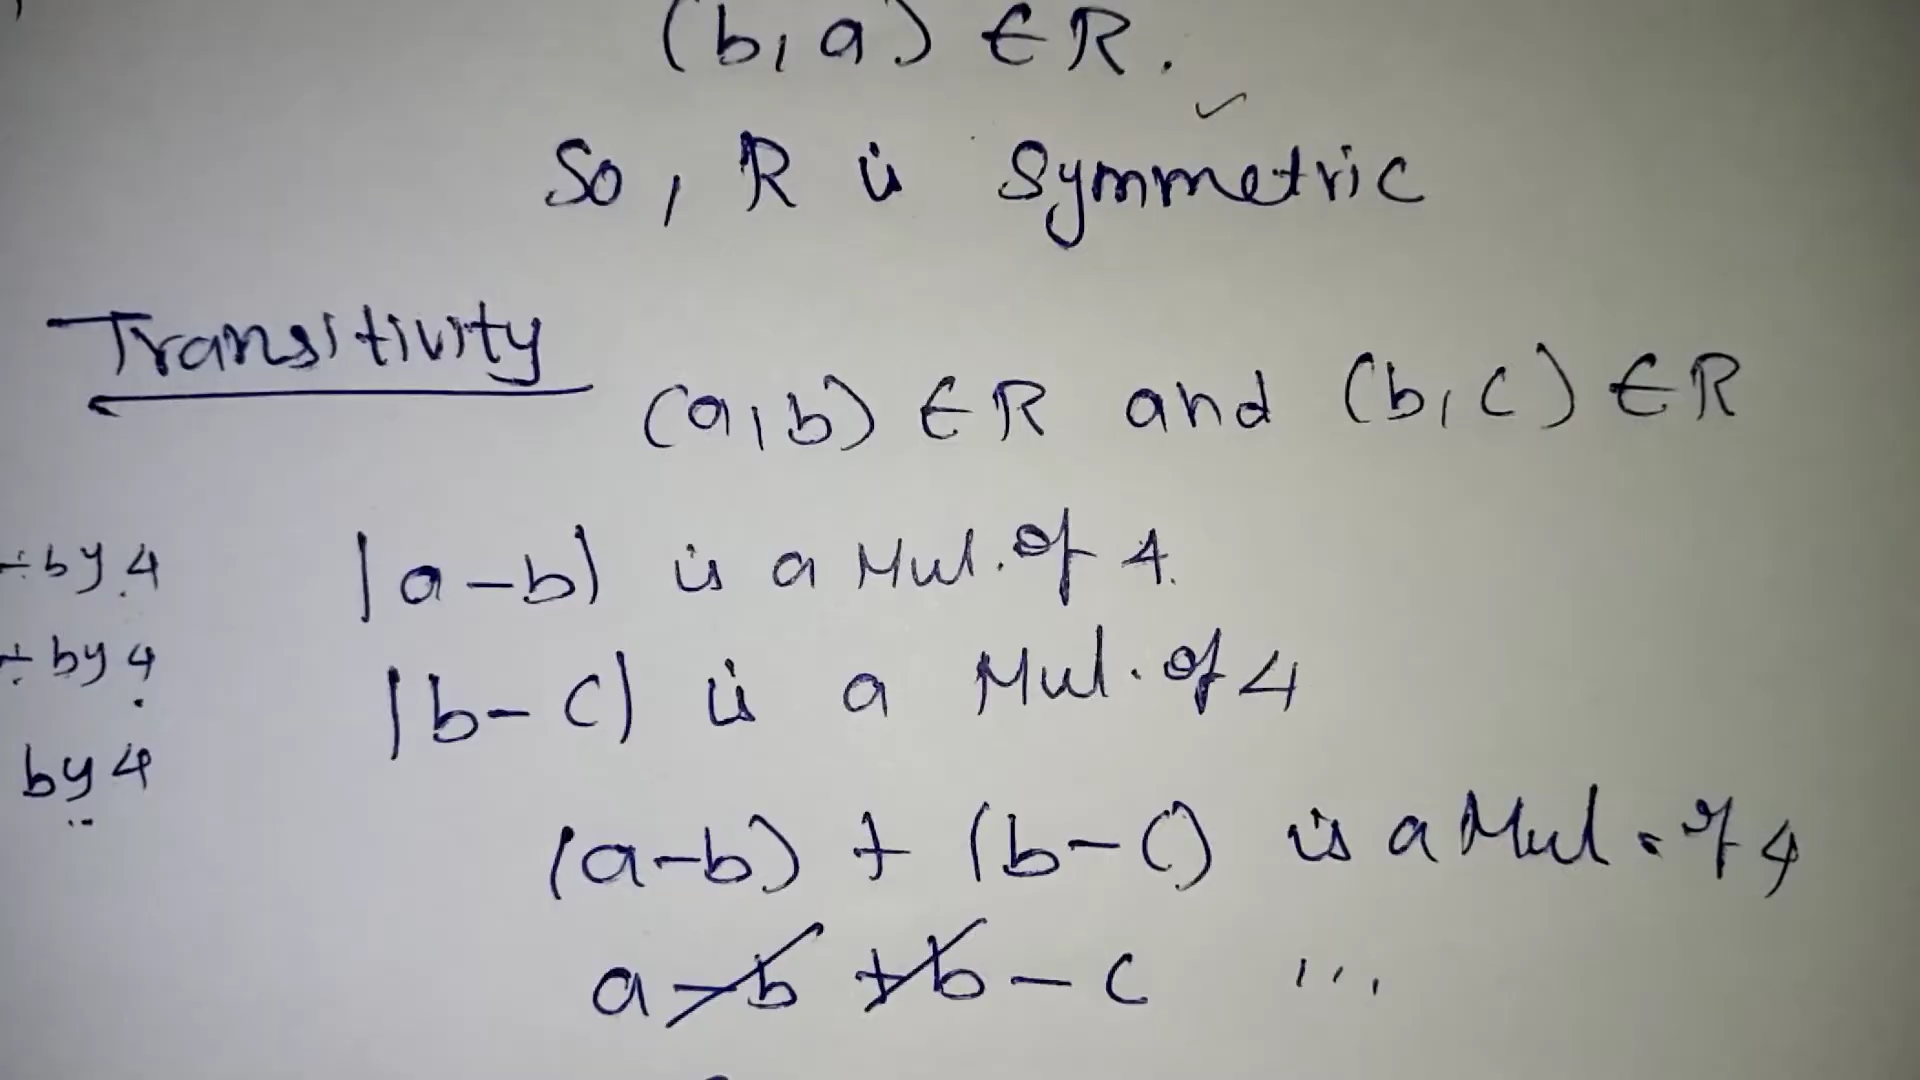 (b, a) ∈ R.
So, R is Symmetric
Transitivity
(a, b) ∈ R and (b, c) ∈ R
÷ by 4
|a-b| is a Mul. of 4.
÷ by 4
|b-c| is a Mul. of 4
by 4
(a-b) + (b-c) is a Mul. of 4
a-b+b-c ...